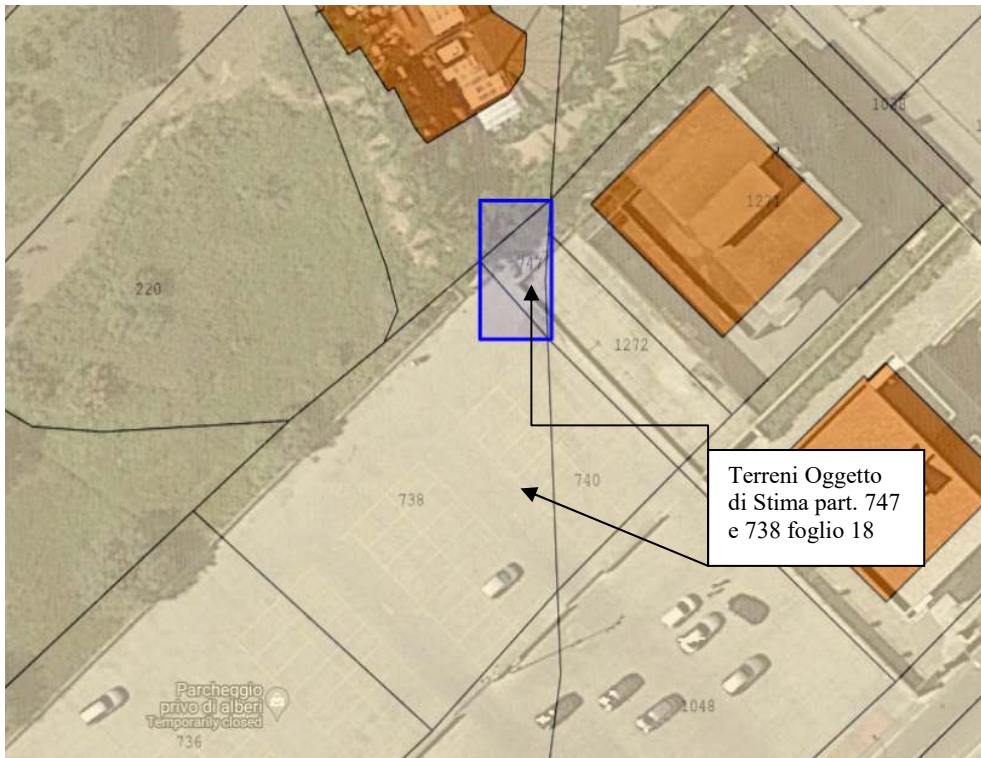 1028
1271
747
220
1272
Terreni Oggetto
di Stima part. 747
e 738 foglio 18
738
740
Parcheggio
privo di alberi
Temporarily closed
736
1048